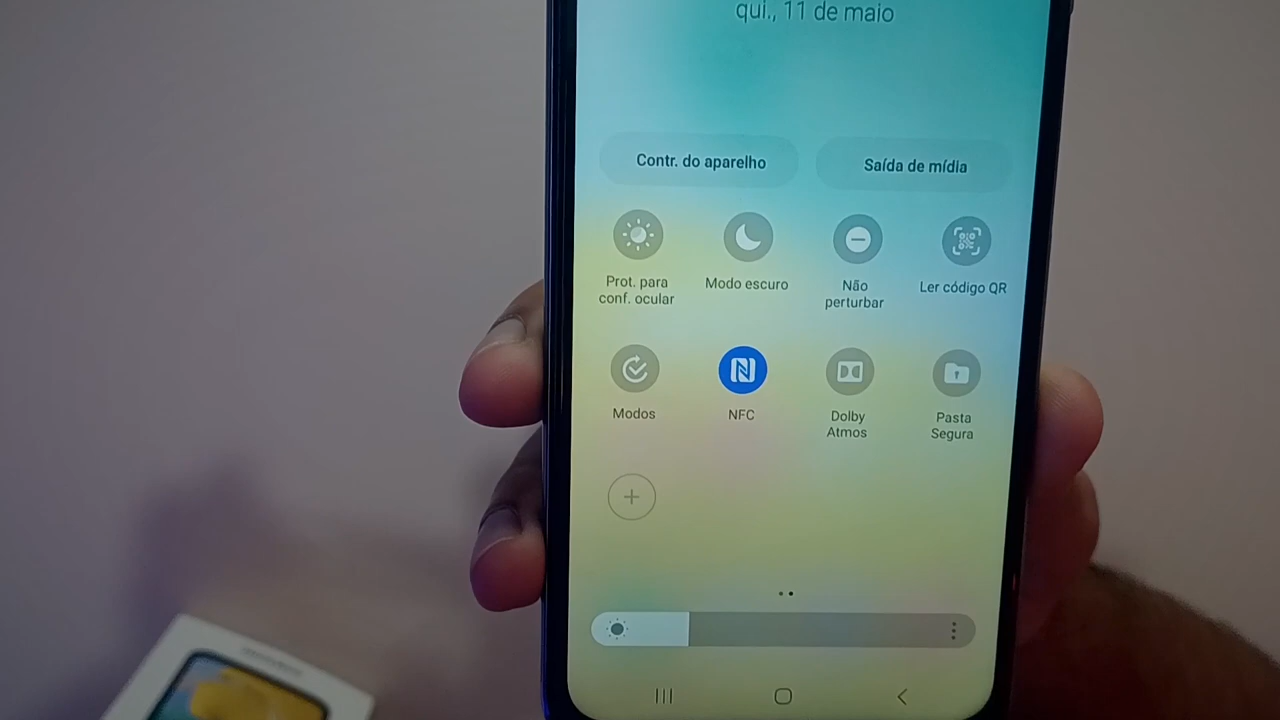 qui., 11 de maio
Contr. do aparelho
Saída de mídia
Prot. para
conf. ocular
Modo escuro
Não
perturbar
Ler código QR
Modos
NFC
Dolby
Atmos
Pasta
Segura